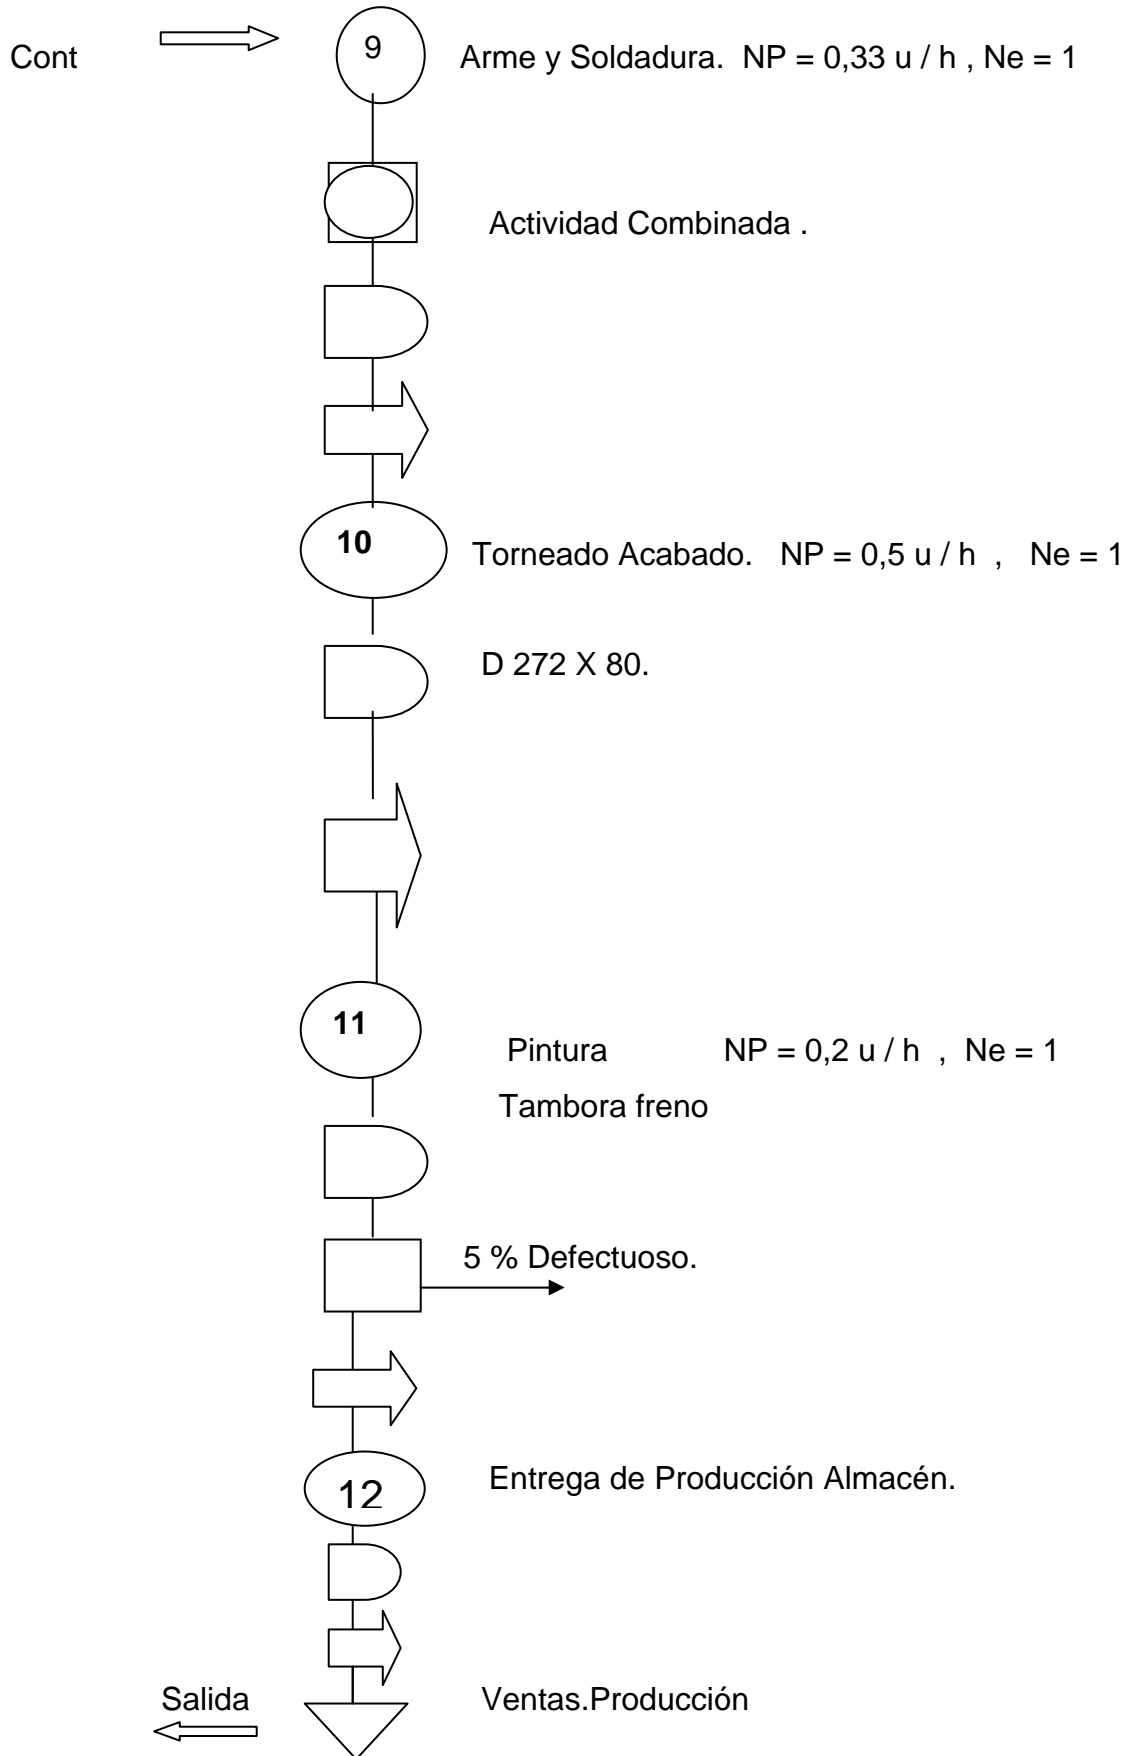 Cont 9 Arme y Soldadura. NP = 0,33 u / h , Ne = 1
Actividad Combinada .
10 Torneado Acabado. NP = 0,5 u / h , Ne = 1
D 272 X 80.
11
Pintura NP = 0,2 u / h , Ne = 1
Tambora freno
5 % Defectuoso.
12 Entrega de Producción Almacén.
Salida Ventas.Producción